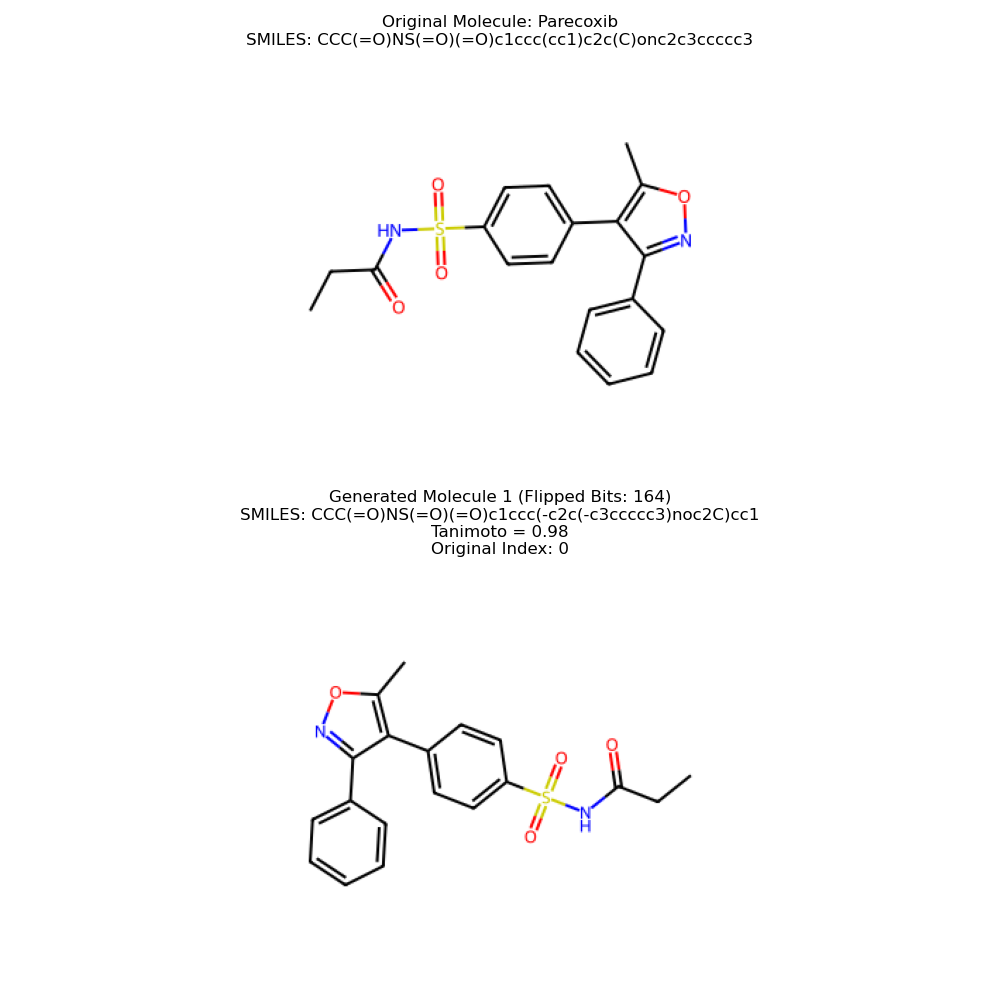 Original Molecule: Parecoxib
SMILES: CCC(=O)NS(=O)(=O)c1ccc(cc1)c2c(C)onc2c3ccccc3
O
HN
S
O
N
O
O
Generated Molecule 1 (Flipped Bits: 164)
SMILES: CCC(=O)NS(=O)(=O)c1ccc(-c2c(-c3ccccc3)noc2C)cc1
Tanimoto = 0.98
Original Index: 0
O
N
O
O
S
N
H
O